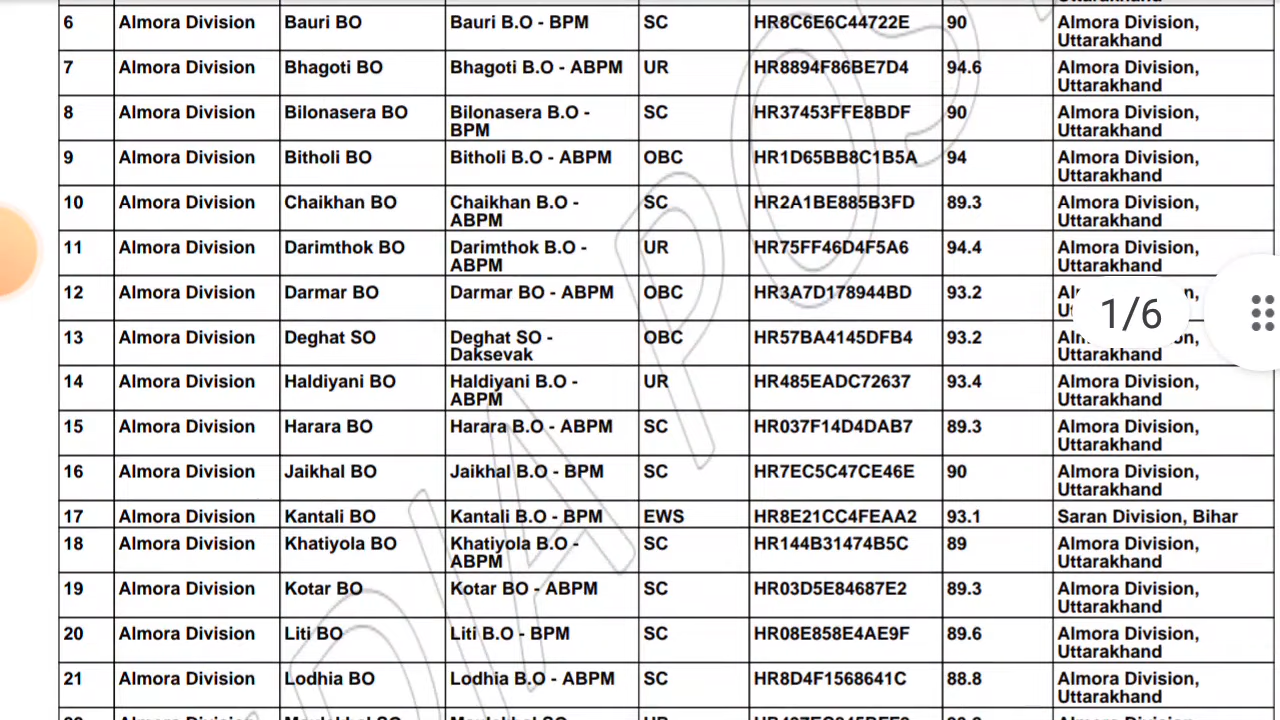 Uttarakhand
6 Almora Division Bauri BO Bauri B.O - BPM SC HR8C6E6C44722E 90 Almora Division,
Uttarakhand
7 Almora Division Bhagoti BO Bhagoti B.O - ABPM UR HR8894F86BE7D4 94.6 Almora Division,
Uttarakhand
8 Almora Division Bilonasera BO Bilonasera B.O - SC HR37453FFE8BDF 90 Almora Division,
BPM Uttarakhand
9 Almora Division Bitholi BO Bitholi B.O - ABPM OBC HR1D65BB8C1B5A 94 Almora Division,
Uttarakhand
10 Almora Division Chaikhan BO Chaikhan B.O - SC HR2A1BE885B3FD 89.3 Almora Division,
ABPM Uttarakhand
11 Almora Division Darimthok BO Darimthok B.O - UR HR75FF46D4F5A6 94.4 Almora Division,
ABPM Uttarakhand
12 Almora Division Darmar BO Darmar BO - ABPM OBC HR3A7D178944BD 93.2
1/6
13 Almora Division Deghat SO Deghat SO - OBC HR57BA4145DFB4 93.2
Daksevak Uttarakhand
14 Almora Division Haldiyani BO Haldiyani B.O - UR HR485EADC72637 93.4 Almora Division,
ABPM Uttarakhand
15 Almora Division Harara BO Harara B.O - ABPM SC HR037F14D4DAB7 89.3 Almora Division,
Uttarakhand
16 Almora Division Jaikhal BO Jaikhal B.O - BPM SC HR7EC5C47CE46E 90 Almora Division,
Uttarakhand
17 Almora Division Kantali BO Kantali B.O - BPM EWS HR8E21CC4FEAA2 93.1 Saran Division, Bihar
18 Almora Division Khatiyola BO Khatiyola B.O - SC HR144B31474B5C 89 Almora Division,
ABPM Uttarakhand
19 Almora Division Kotar BO Kotar BO - ABPM SC HR03D5E84687E2 89.3 Almora Division,
Uttarakhand
20 Almora Division Liti BO Liti B.O - BPM SC HR08E858E4AE9F 89.6 Almora Division,
Uttarakhand
21 Almora Division Lodhia BO Lodhia B.O - ABPM SC HR8D4F1568641C 88.8 Almora Division,
Uttarakhand